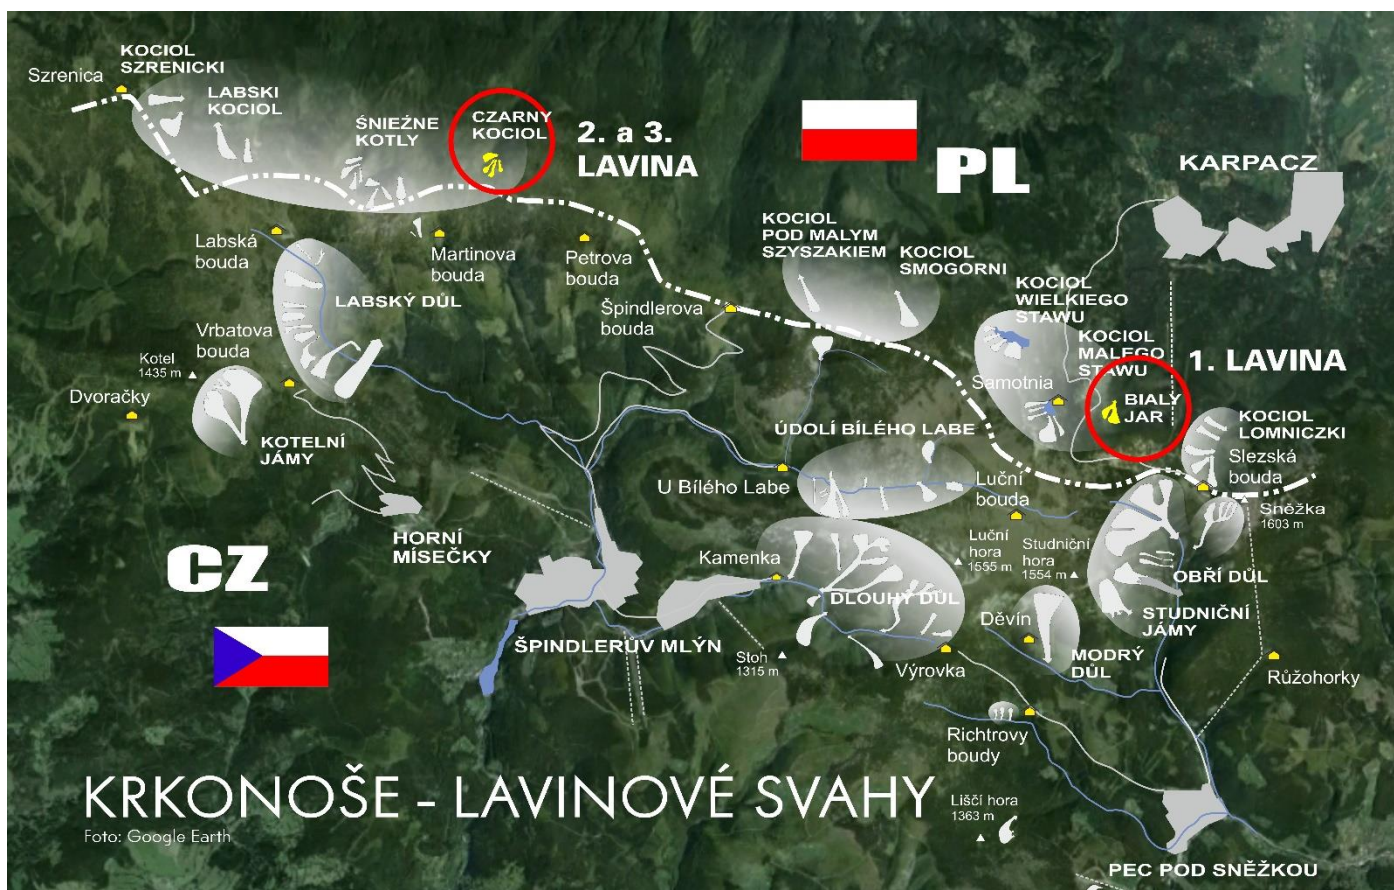 KOCIOL
SZRENICKI
Szrenica
LABSKI
KOCIOL
ŚNIEŻNE
KOTLY
CZARNY
KOCIOL
2. a 3.
LAVINA
PL
KARPACZ
Labská
bouda
Martinova
bouda
Petrova
bouda
KOCIOL
POD MALYM
SZYSZAKIEM
KOCIOL
SMOGORNI
KOCIOL
WIELKIEGO
STAWU
KOCIOL
MALEGO
STAWU
LABSKÝ DŮL
Špindlerova
bouda
Vrbatova
bouda
Kotel
1435 m
Dvoračky
KOTELNÍ
JÁMY
Samotnia
1. LAVINA
BIALY
JAR
KOCIOL
LOMNICZKI
Slezská
bouda
ÚDOLÍ BÍLÉHO LABE
U Bílého Labe
Luční
bouda
Sněžka
1603 m
HORNÍ
MÍSEČKY
CZ
Kamenka
Luční
hora
1555 m
Studniční
hora
1554 m
OBŘÍ DŮL
DLOUHÝ DŮL
STUDNIČNÍ
JÁMY
Děvín
MODRÝ
DŮL
ŠPINDLERŮV MLÝN
Stoh
1315 m
Výrovka
Růžohorky
Richtrovy
boudy
KRKONOŠE - LAVINOVÉ SVAHY
Foto: Google Earth
Liščí hora
1363 m
PEC POD SNĚŽKOU